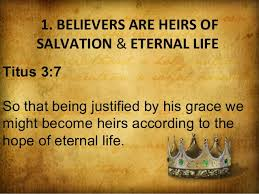 1. BELIEVERS ARE HEIRS OF
SALVATION & ETERNAL LIFE
Titus 3:7
So that being justified by his grace we
might become heirs according to the
hope of eternal life.